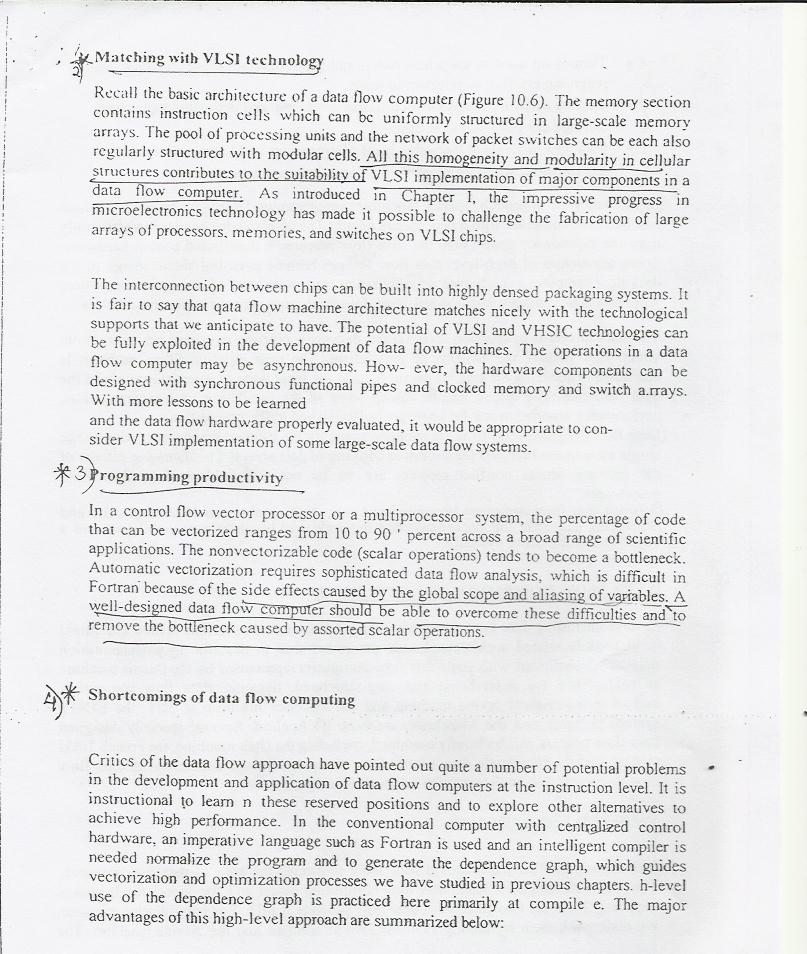 2) * Matching with VLSI technology
Recall the basic architecture of a data flow computer (Figure 10.6). The memory section
contains instruction cells which can be uniformly structured in large-scale memory
arrays. The pool of processing units and the network of packet switches can be each also
regularly structured with modular cells. All this homogeneity and modularity in cellular
structures contributes to the suitability of VLSI implementation of major components in a
data flow computer. As introduced in Chapter 1, the impressive progress in
microelectronics technology has made it possible to challenge the fabrication of large
arrays of processors, memories, and switches on VLSI chips.
The interconnection between chips can be built into highly densed packaging systems. It
is fair to say that qata flow machine architecture matches nicely with the technological
supports that we anticipate to have. The potential of VLSI and VHSIC technologies can
be fully exploited in the development of data flow machines. The operations in a data
flow computer may be asynchronous. How- ever, the hardware components can be
designed with synchronous functional pipes and clocked memory and switch a.rrays.
With more lessons to be learned
and the data flow hardware properly evaluated, it would be appropriate to con-
sider VLSI implementation of some large-scale data flow systems.
* 3) Programming productivity
In a control flow vector processor or a multiprocessor system, the percentage of code
that can be vectorized ranges from 10 to 90 ' percent across a broad range of scientific
applications. The nonvectorizable code (scalar operations) tends to become a bottleneck.
Automatic vectorization requires sophisticated data flow analysis, which is difficult in
Fortran because of the side effects caused by the global scope and aliasing of variables. A
well-designed data flow computer should be able to overcome these difficulties and to
remove the bottleneck caused by assorted scalar operations.
4) * Shortcomings of data flow computing
Critics of the data flow approach have pointed out quite a number of potential problems
in the development and application of data flow computers at the instruction level. It is
instructional to learn n these reserved positions and to explore other alternatives to
achieve high performance. In the conventional computer with centralized control
hardware, an imperative language such as Fortran is used and an intelligent compiler is
needed normalize the program and to generate the dependence graph, which guides
vectorization and optimization processes we have studied in previous chapters. h-level
use of the dependence graph is practiced here primarily at compile e. The major
advantages of this high-level approach are summarized below: